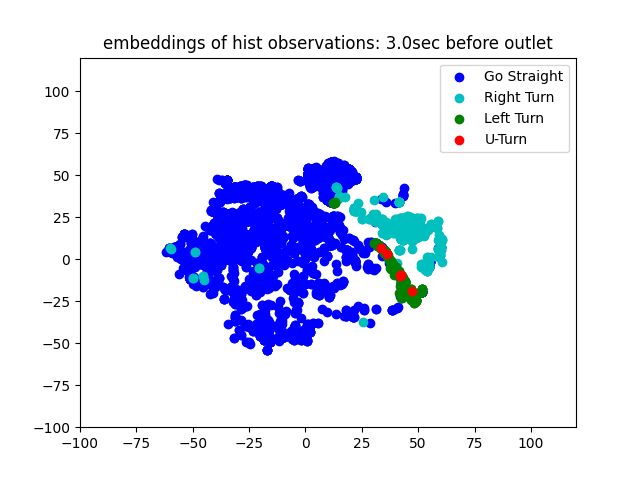 embeddings of hist observations: 3.0sec before outlet
Go Straight
Right Turn
Left Turn
U-Turn
100
75
50
25
0
−25
−50
−75
−100
−100 −75 −50 −25 0 25 50 75 100